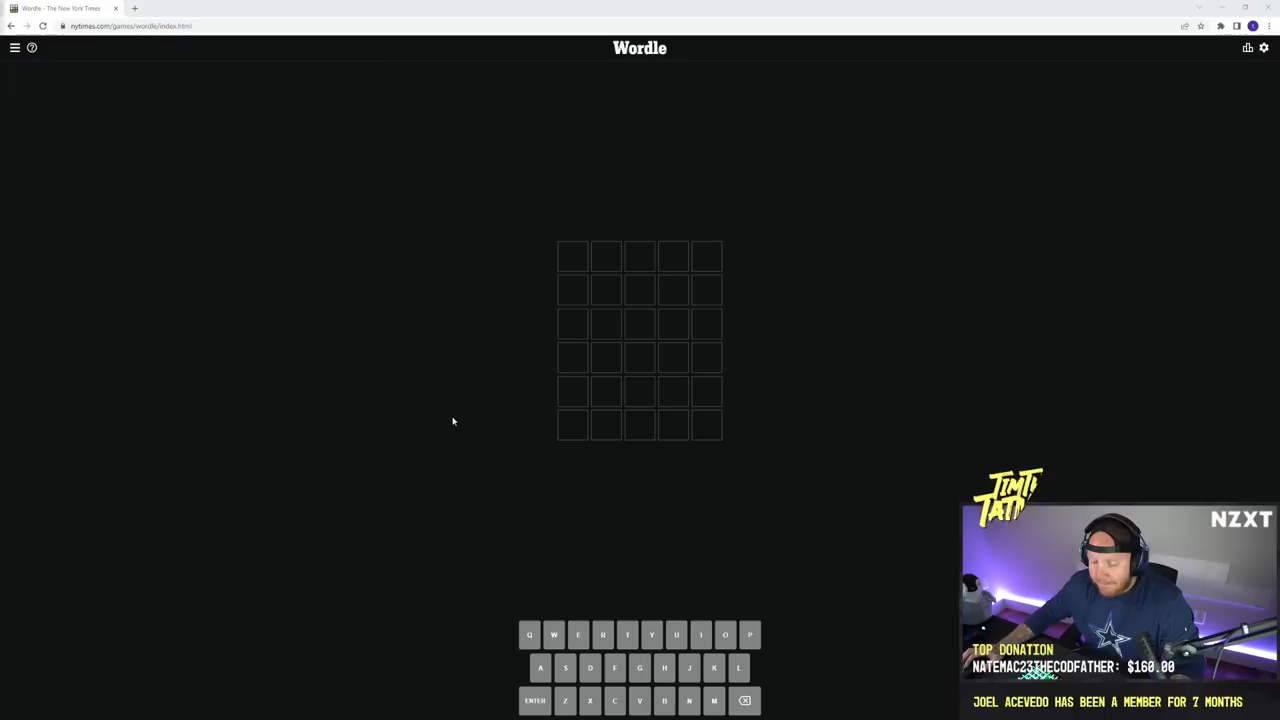 Wordle - The New York Times
nytimes.com/games/wordle/index.html
Wordle
Q W E R T Y U I O P
A S D F G H J K L
ENTER Z X C V B N M
NZXT
TOP DONATION
NATEMAC23THECODFATHER: $160.00
JOEL ACEVEDO HAS BEEN A MEMBER FOR 7 MONTHS